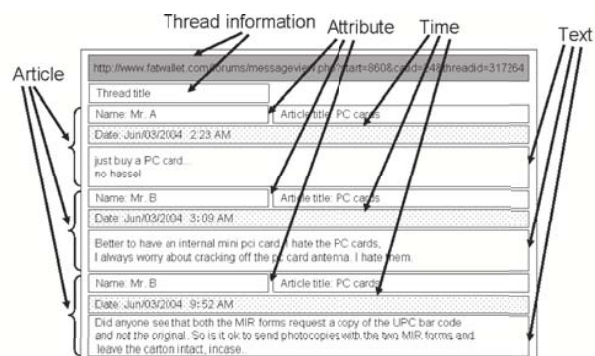 Thread information
Attribute
Time
Text
Article
http://www.fatwallet.com/forums/messageview.php?start=860&catid=24&threadid=317264
Thread title
Name: Mr. A
Article title: PC cards
Date: Jun/03/2004 2:23 AM
just buy a PC card..
no hassel
Name: Mr. B
Article title: PC cards
Date: Jun/03/2004 3:09 AM
Better to have an internal mini pci card. I hate the PC cards,
I always worry about cracking off the pc card antenna. I hate them.
Name: Mr. B
Article title: PC cards
Date: Jun/03/2004 9:52 AM
Did anyone see that both the MIR forms request a copy of the UPC bar code
and not the original. So is it ok to send photocopies with the two MIR forms and
leave the carton intact, incase..